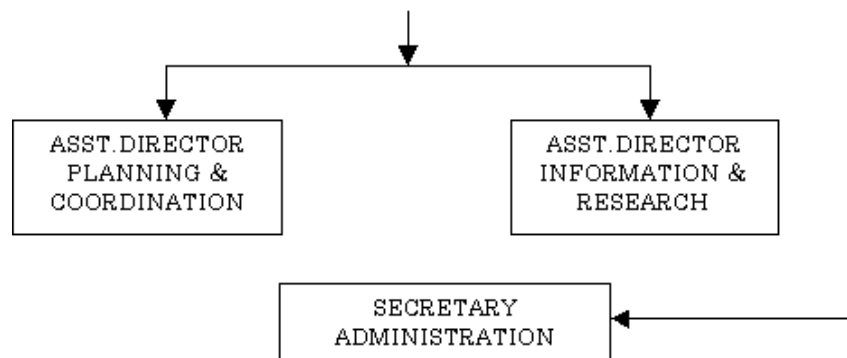 ASST.DIRECTOR
PLANNING &
COORDINATION
ASST.DIRECTOR
INFORMATION &
RESEARCH
SECRETARY
ADMINISTRATION